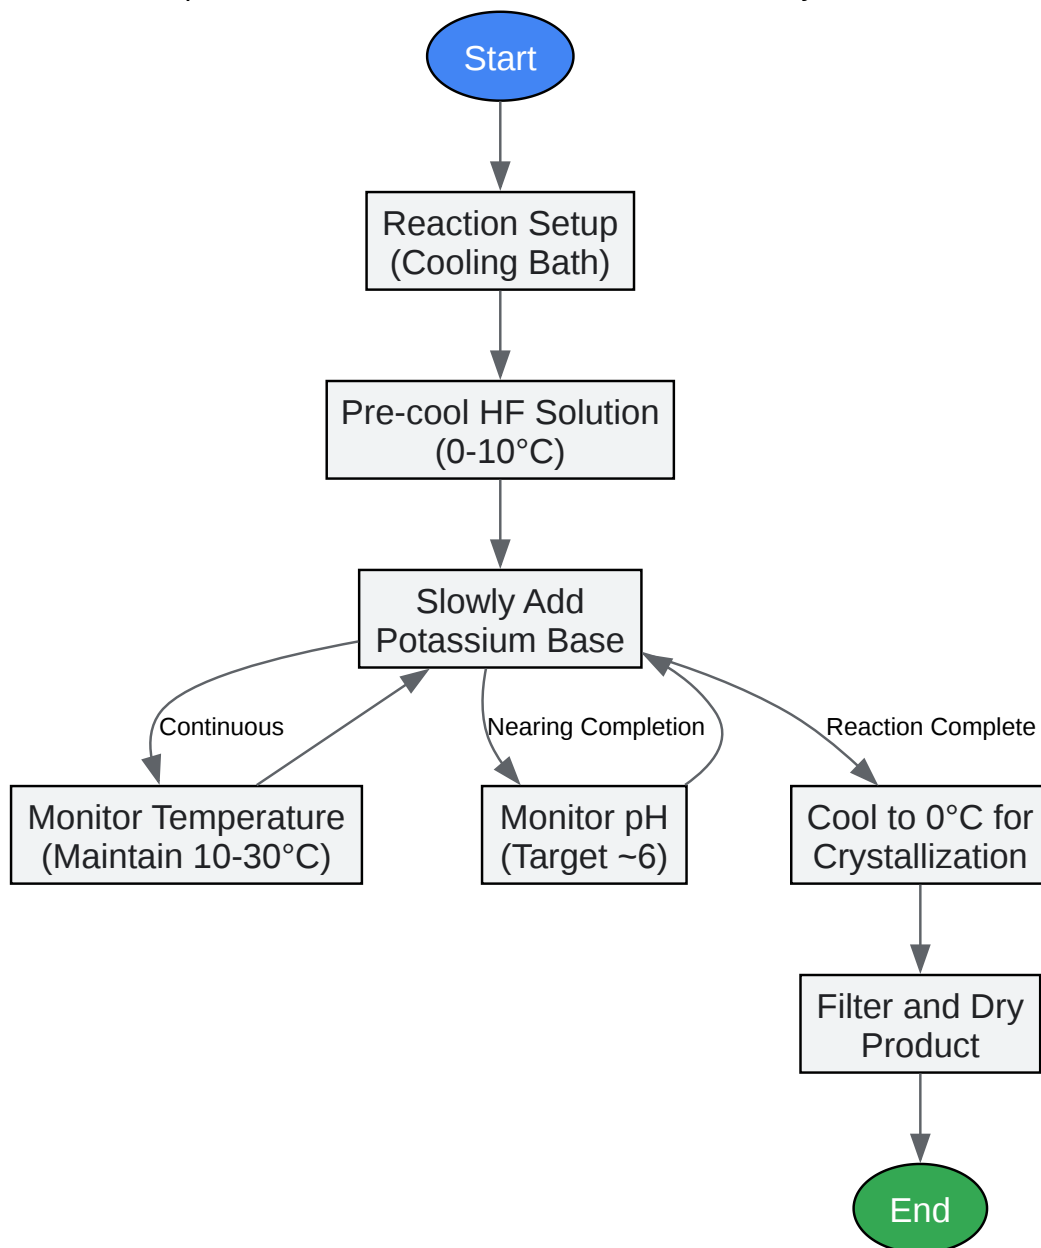 Start
Reaction Setup
(Cooling Bath)
Pre-cool HF Solution
(0-10°C)
Slowly Add
Potassium Base
Continuous
Nearing Completion
Reaction Complete
Monitor Temperature
(Maintain 10-30°C)
Monitor pH
(Target ~6)
Cool to 0°C for
Crystallization
Filter and Dry
Product
End